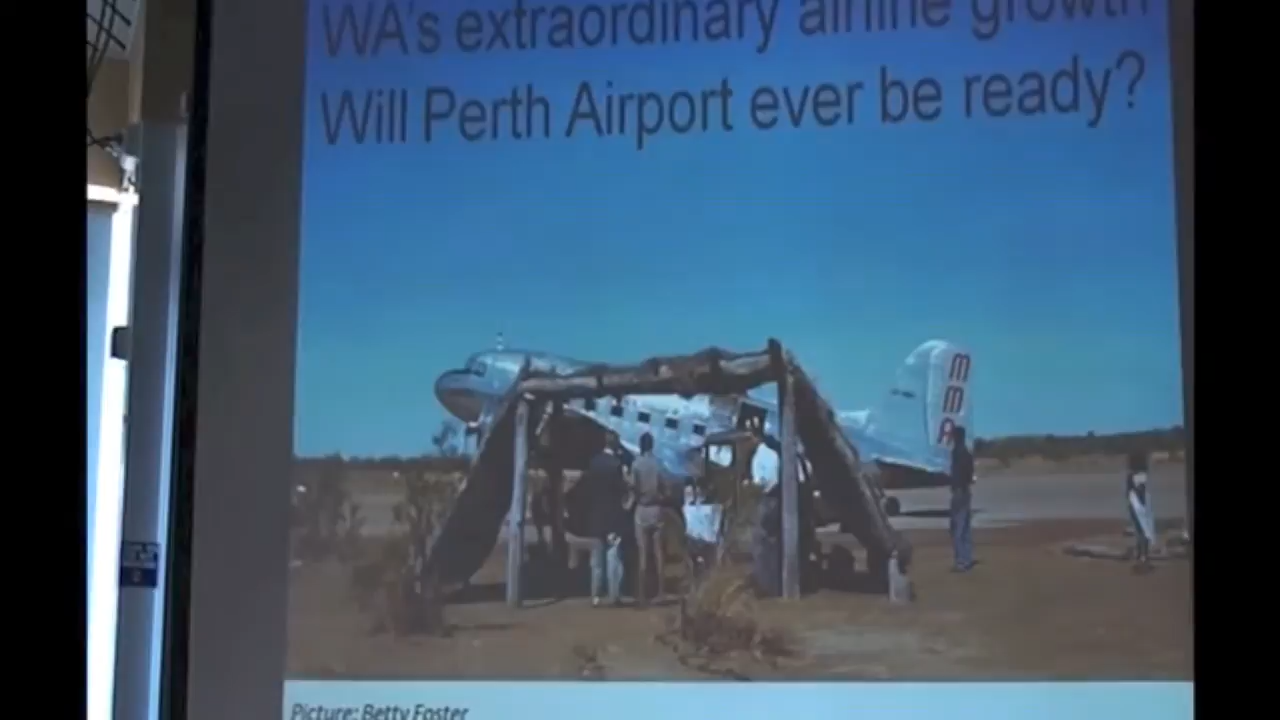 WA's extraordinary airline growth
Will Perth Airport ever be ready?
MMA
Picture: Betty Foster